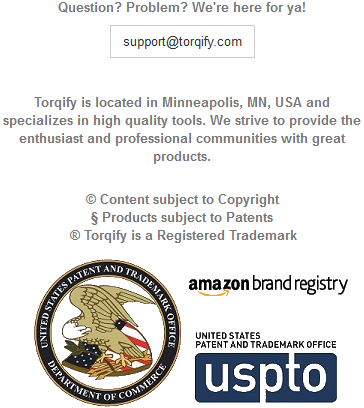 Question? Problem? We're here for ya!
support@torqify.com
Torqify is located in Minneapolis, MN, USA and
specializes in high quality tools. We strive to provide the
enthusiast and professional communities with great
products.
© Content subject to Copyright
§ Products subject to Patents
® Torqify is a Registered Trademark
UNITED STATES PATENT AND TRADEMARK OFFICE
DEPARTMENT OF COMMERCE
amazon brand registry
UNITED STATES
PATENT AND TRADEMARK OFFICE
uspto